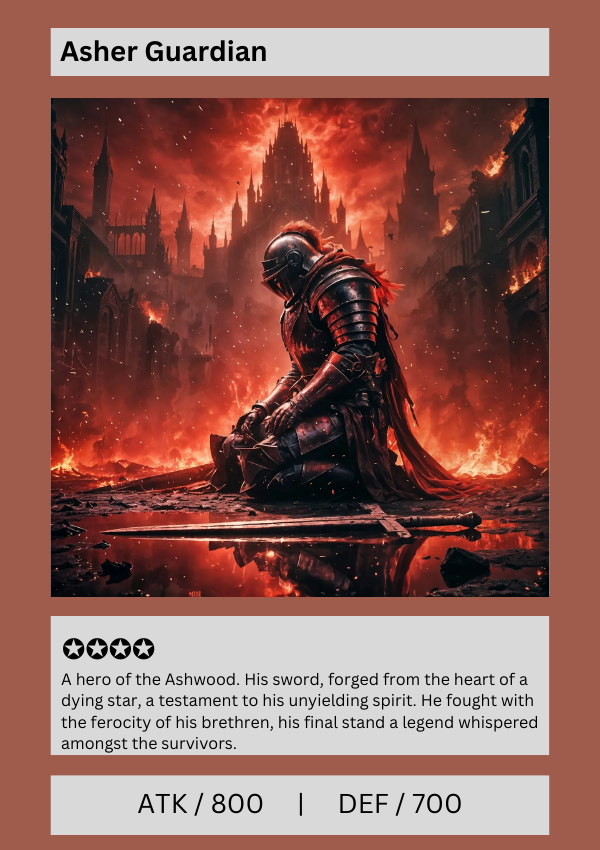 Asher Guardian
✪✪✪✪
A hero of the Ashwood. His sword, forged from the heart of a
dying star, a testament to his unyielding spirit. He fought with
the ferocity of his brethren, his final stand a legend whispered
amongst the survivors.
ATK / 800 | DEF / 700